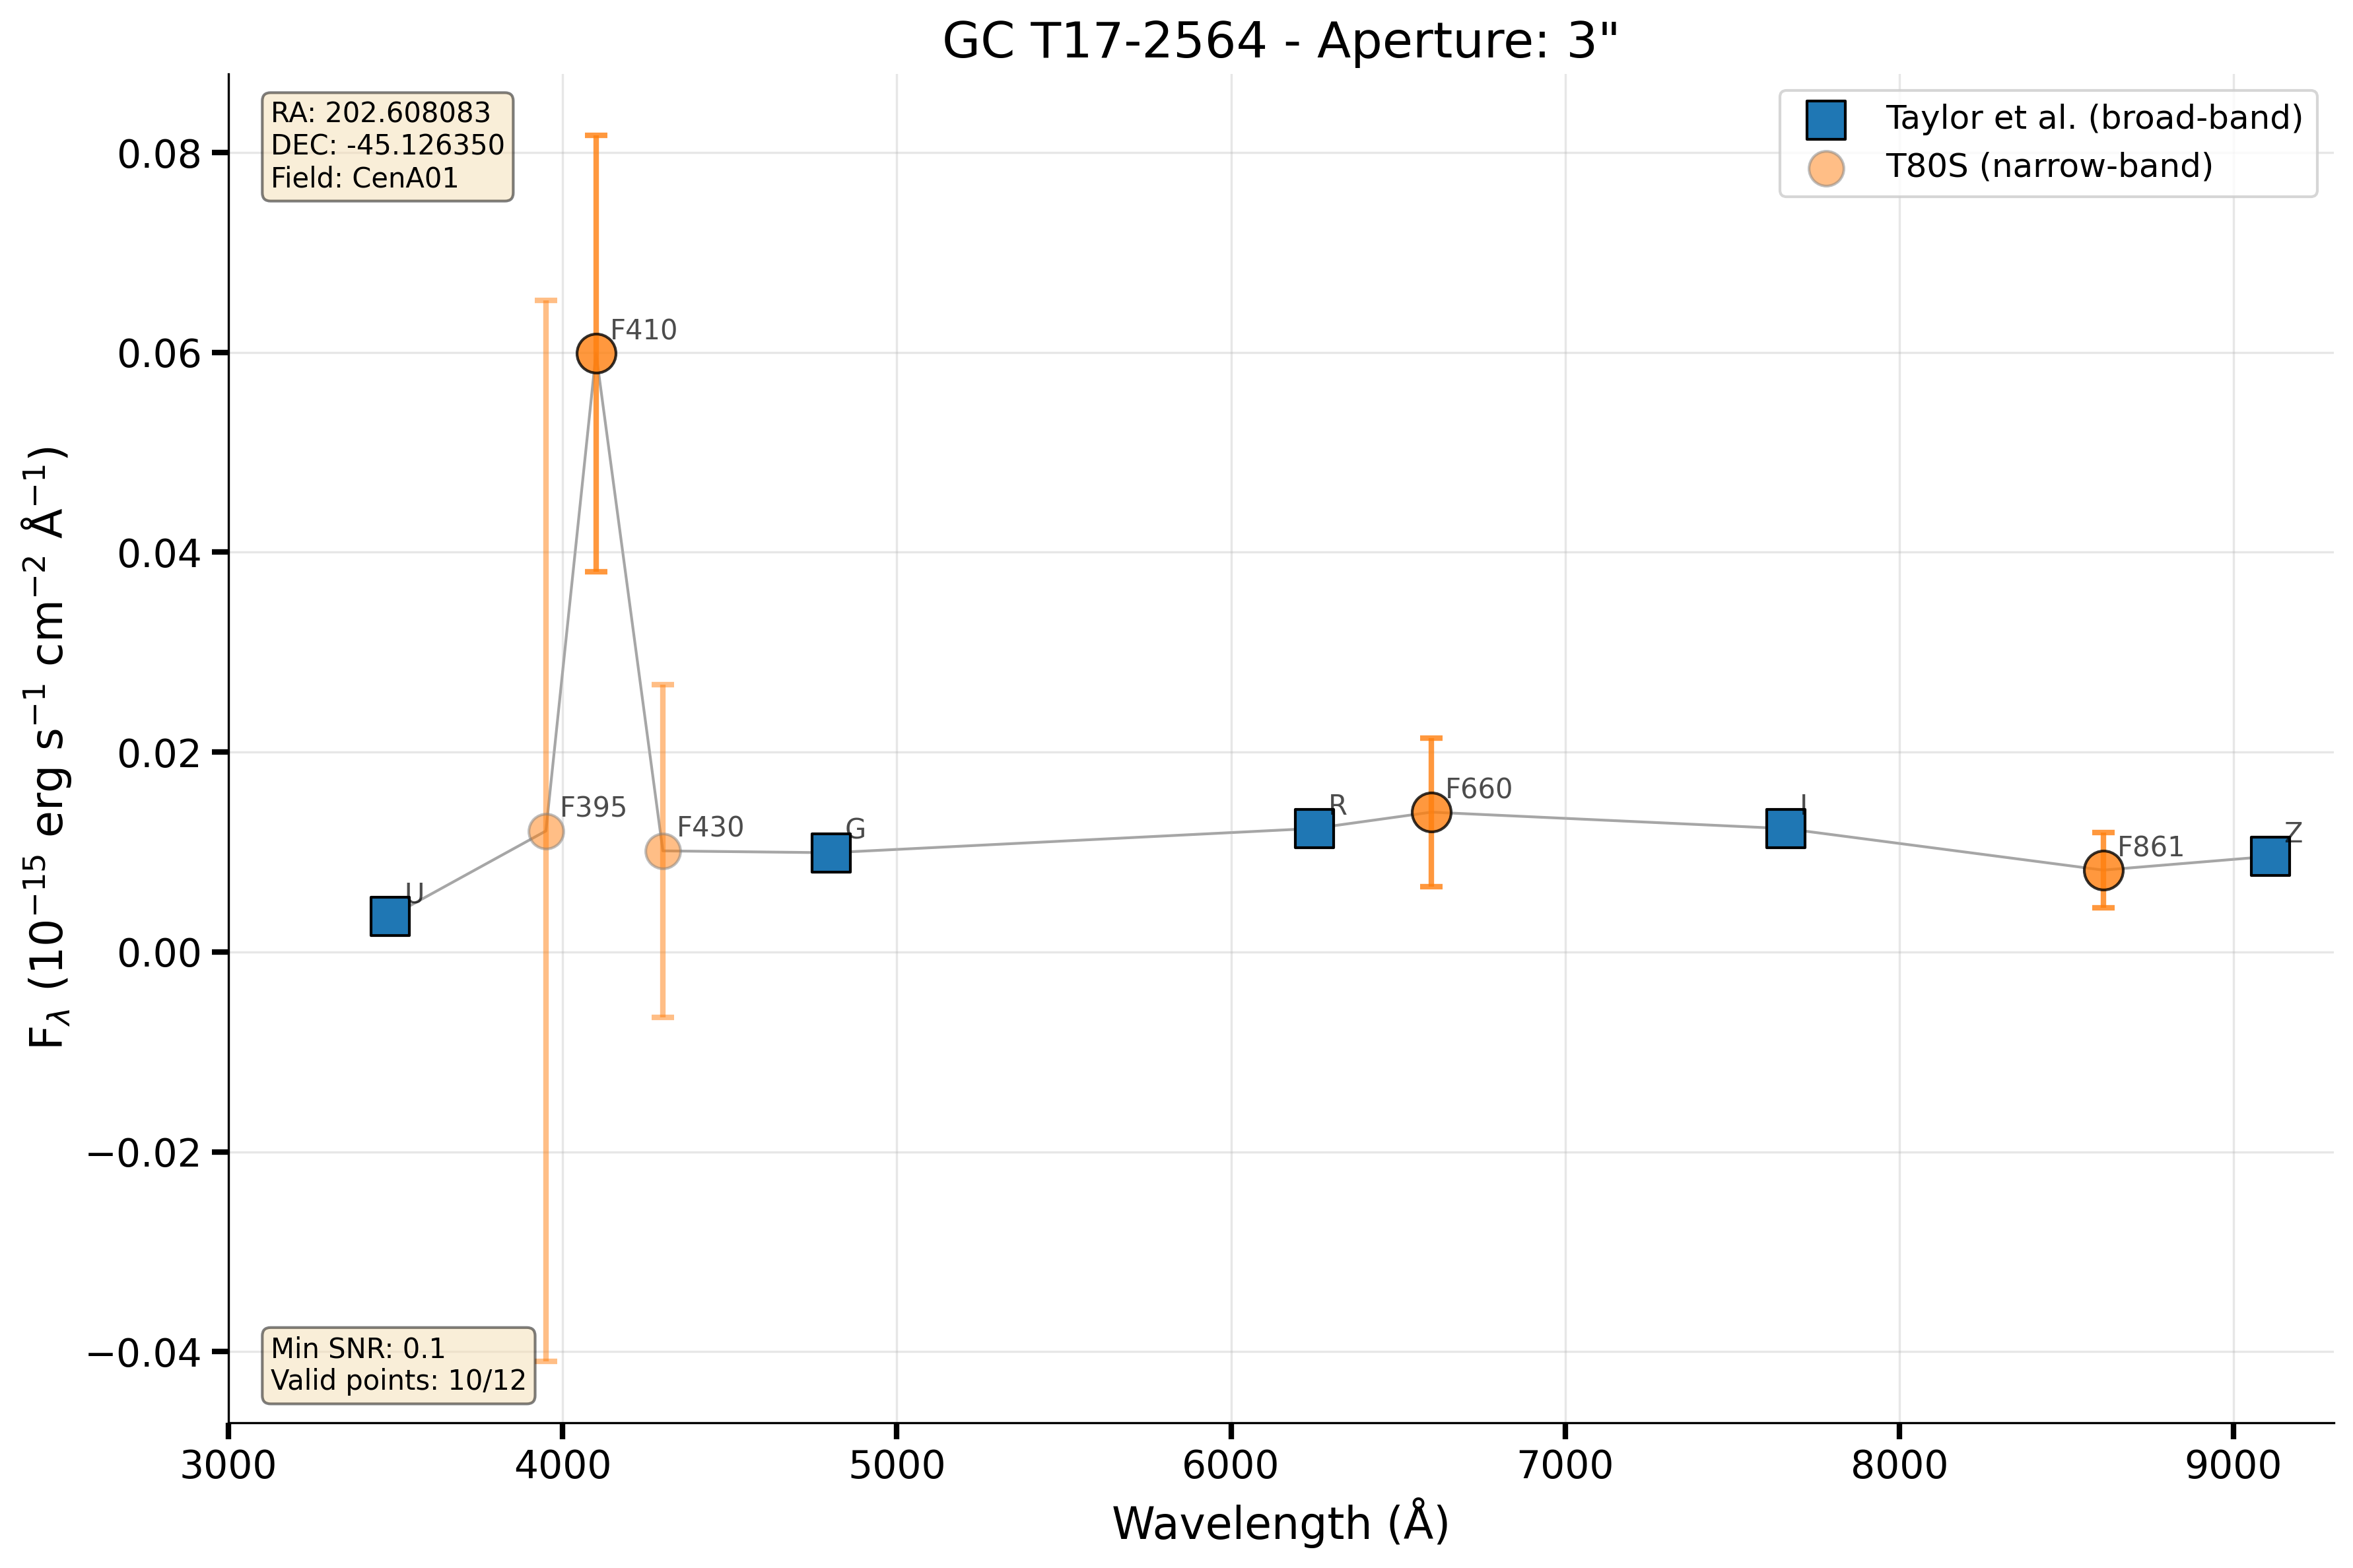 GC T17-2564 - Aperture: 3"
RA: 202.608083
DEC: -45.126350
Field: CenA01
Taylor et al. (broad-band)
T80S (narrow-band)
0.08
0.06
0.04
0.02
0.00
−0.02
−0.04
F_λ (10⁻¹⁵ erg s⁻¹ cm⁻² Å⁻¹)
U
F395
F410
F430
G
R
F660
I
F861
Z
Min SNR: 0.1
Valid points: 10/12
3000 4000 5000 6000 7000 8000 9000
Wavelength (Å)